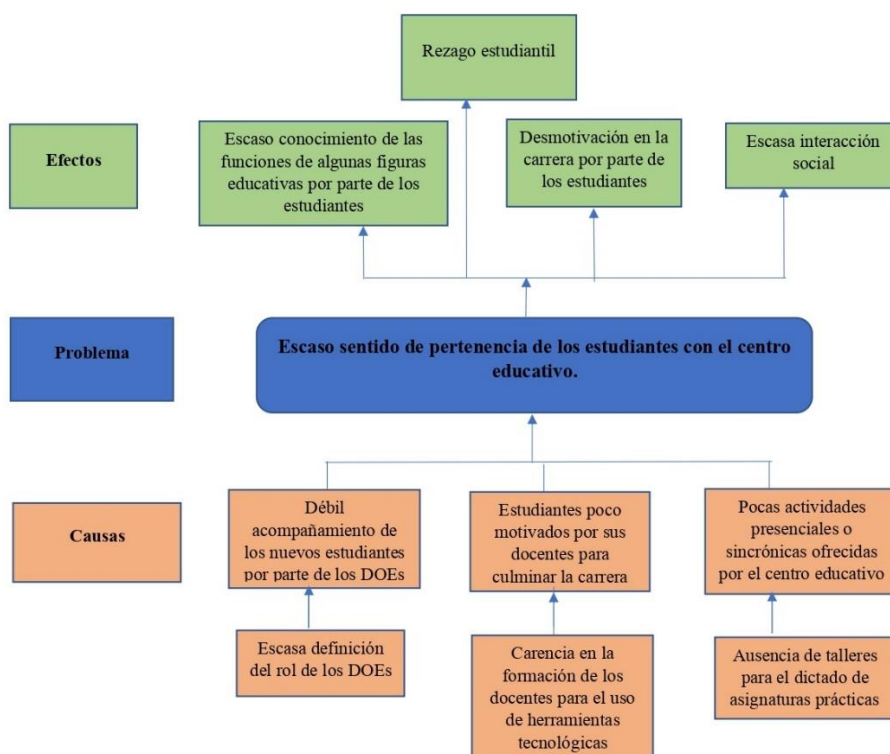 Rezago estudiantil
Efectos
Escaso conocimiento de las
funciones de algunas figuras
educativas por parte de los
estudiantes
Desmotivación en la
carrera por parte de
los estudiantes
Escasa interacción
social
Problema
Escaso sentido de pertenencia de los estudiantes con el centro
educativo.
Causas
Débil
acompañamiento de
los nuevos estudiantes
por parte de los DOEs
Estudiantes poco
motivados por sus
docentes para
culminar la carrera
Pocas actividades
presenciales o
sincrónicas ofrecidas
por el centro educativo
Escasa definición
del rol de los DOEs
Carencia en la
formación de los
docentes para el uso
de herramientas
tecnológicas
Ausencia de talleres
para el dictado de
asignaturas prácticas